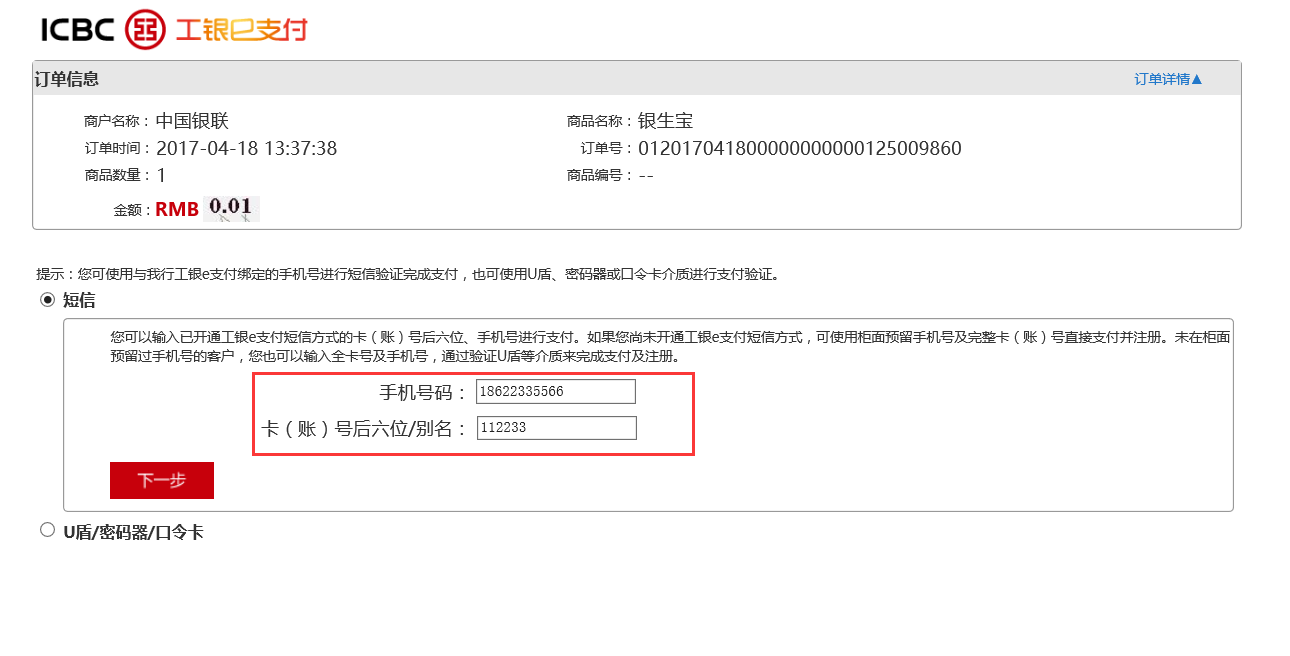 ICBC 工银e支付
订单信息 订单详情▲
商户名称：中国银联 商品名称：银生宝
订单时间：2017-04-18 13:37:38 订单号：012017041800000000000125009860
商品数量：1 商品编号：--
金额：RMB 0.01
提示：您可使用与我行工银e支付绑定的手机号进行短信验证完成支付，也可使用U盾、密码器或口令卡介质进行支付验证。
短信
您可以输入已开通工银e支付短信方式的卡（账）号后六位、手机号进行支付。如果您尚未开通工银e支付短信方式，可使用柜面预留手机号及完整卡（账）号直接支付并注册。未在柜面
预留过手机号的客户，您也可以输入全卡号及手机号，通过验证U盾等介质来完成支付及注册。
手机号码：18622335566
卡（账）号后六位/别名：112233
下一步
U盾/密码器/口令卡